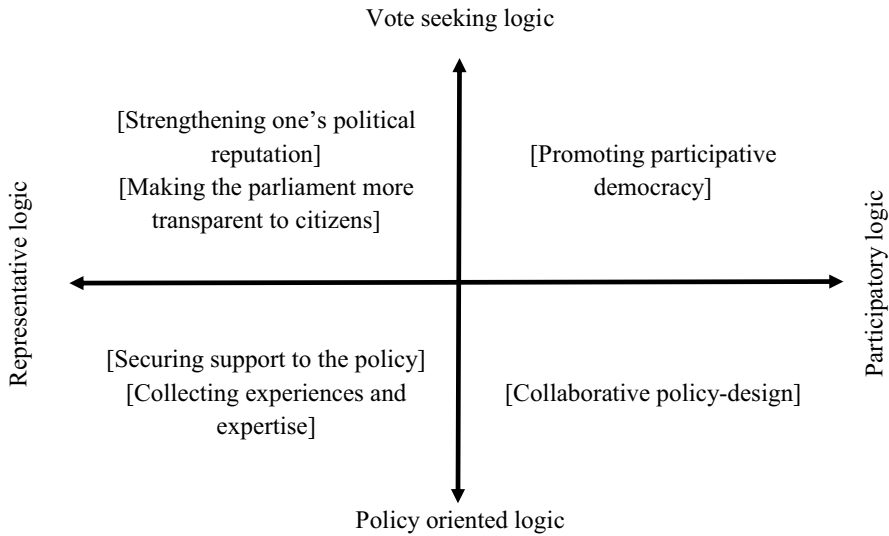 Vote seeking logic
[Strengthening one's political
reputation]
[Making the parliament more
transparent to citizens]
[Promoting participative
democracy]
Representative logic
Participatory logic
[Securing support to the policy]
[Collecting experiences and
expertise]
[Collaborative policy-design]
Policy oriented logic